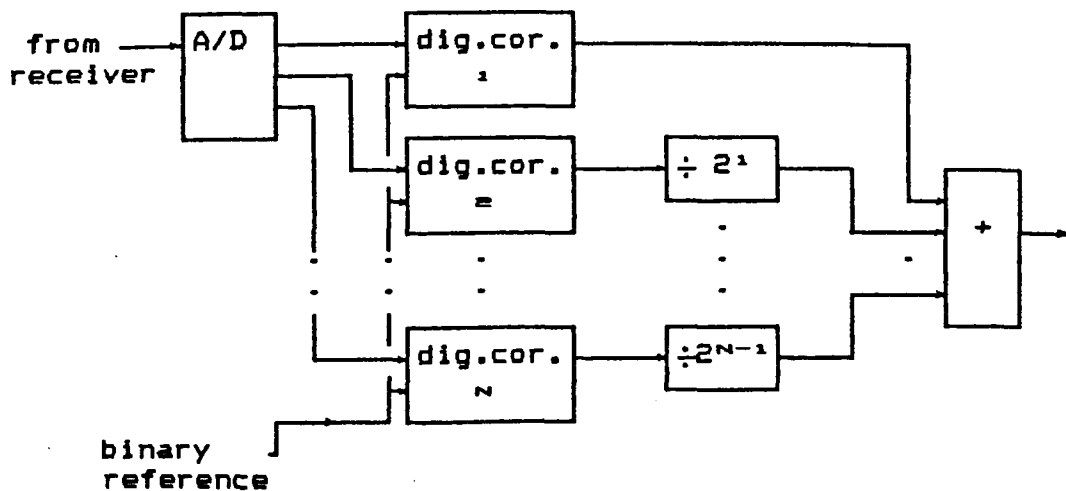 from
receiver
A/D
dig.cor.
1
dig.cor.
2
÷ 2¹
+
dig.cor.
N
÷2ᴺ⁻¹
binary
reference